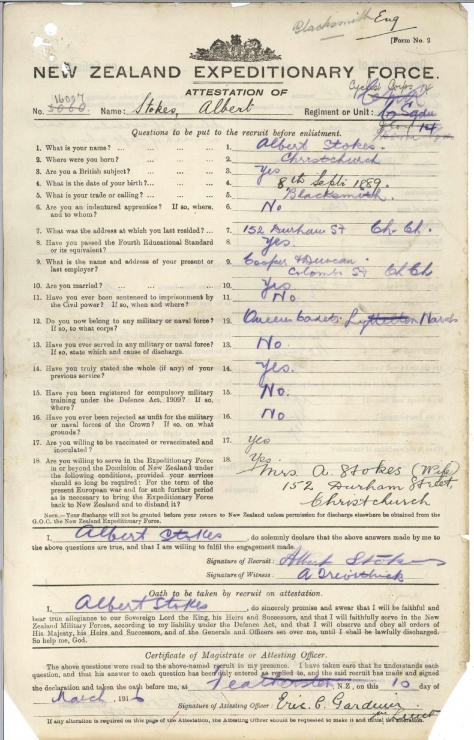 Blacksmith Eng
[Form No. 2
NEW ZEALAND EXPEDITIONARY FORCE.
Cyclist Corps
ATTESTATION OF
16027
No. Name: Stokes, Albert Regiment or Unit:
14
Questions to be put to the recruit before enlistment.
1. What is your name? ... ... ... ... 1. Albert Stokes.
2. Where were you born? ... ... ... 2. Christchurch
3. Are you a British subject? ... ... ... 3. Yes
4. What is the date of your birth?... ... ... 4. 8th Sept: 1889.
5. What is your trade or calling? ... ... ... 5. Blacksmith.
6. Are you an indentured apprentice? If so, where, and to whom? 6. No
7. What was the address at which you last resided? ... 7. 152 Durham St Ch. Ch.
8. Have you passed the Fourth Educational Standard or its equivalent? 8. Yes.
9. What is the name and address of your present or last employer? 9. Cooper & Duncan.
Colombo St Ch Ch
10. Are you married? ... ... ... ... 10. Yes
11. Have you ever been sentenced to imprisonment by the Civil power? If so, when and where? 11. No
12. Do you now belong to any military or naval force? If so, to what corps? 12. Queens Cadets. Lyttelton
13. Have you ever served in any military or naval force? If so, state which and cause of discharge. 13. No.
14. Have you truly stated the whole (if any) of your previous service? 14. Yes.
15. Have you been registered for compulsory military training under the Defence Act, 1909? If so, where? 15. No.
16. Have you ever been rejected as unfit for the military or naval forces of the Crown? If so, on what grounds? 16. No
17. Are you willing to be vaccinated or revaccinated and inoculated? 17. Yes
18. Are you willing to serve in the Expeditionary Force in or beyond the Dominion of New Zealand under the following conditions, provided your services should so long be required: For the term of the present European war and for such further period as is necessary to bring the Expeditionary Force back to New Zealand and to disband it? 18. Yes.
Mrs A. Stokes (Wife)
152 Durham Street
Christchurch
NOTE.—Your discharge will not be granted before your return to New Zealand unless permission for discharge elsewhere be obtained from the G.O.C. the New Zealand Expeditionary Force.
I, Albert Stokes, do solemnly declare that the above answers made by me to
the above questions are true, and that I am willing to fulfil the engagement made.
Signature of Recruit: Albert Stokes
Signature of Witness:
Oath to be taken by recruit on attestation.
I, Albert Stokes, do sincerely promise and swear that I will be faithful and
bear true allegiance to our Sovereign Lord the King, his Heirs and Successors, and that I will faithfully serve in the
New Zealand Military Forces, according to my liability under the Defence Act, and that I will observe and obey all orders of
His Majesty, his Heirs and Successors, and of the Generals and Officers set over me, until I shall be lawfully discharged.
So help me, God.
Certificate of Magistrate or Attesting Officer.
The above questions were read to the above-named recruit in my presence. I have taken care that he understands each
question, and that his answer to each question has been duly entered as replied to, and the said recruit has made and signed
the declaration and taken the oath before me, at Featherston N.Z., on this 10 day of
March, 1916
Signature of Attesting Officer Eric. C. Gardiner
If any alteration is required on this page of the Attestation, the Attesting Officer should be requested to make it and initial the alteration.